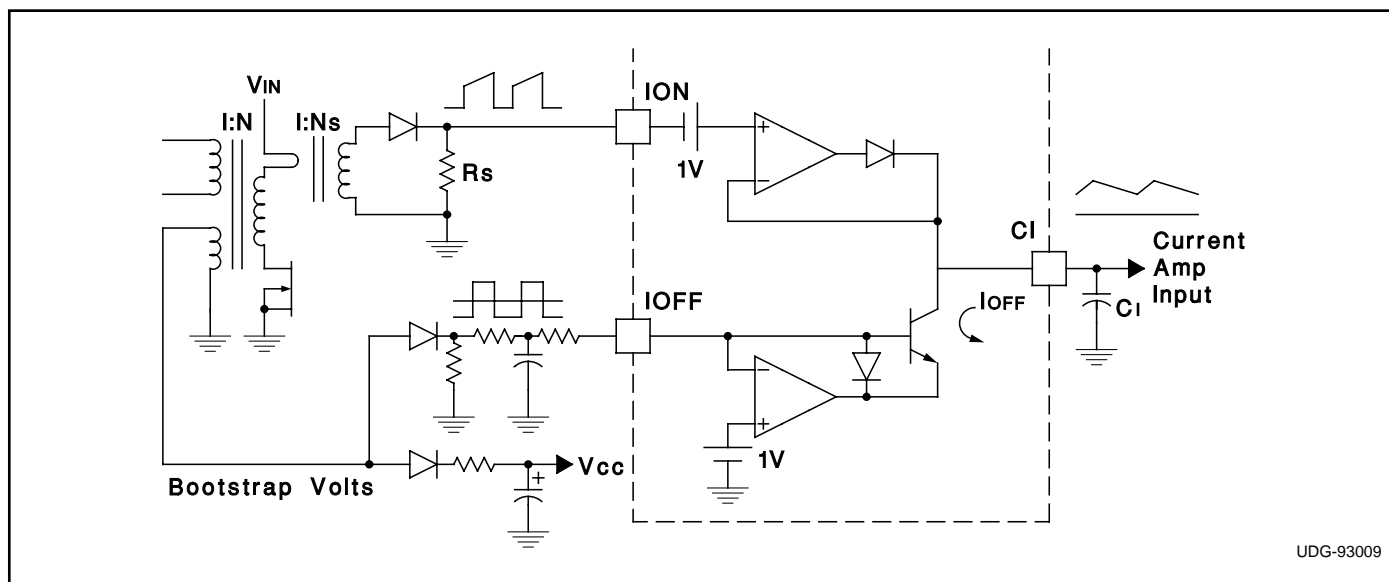 VIN
I:N
I:Ns
Rs
ION
+
−
1V
CI
Current
Amp
Input
CI
IOFF
IOFF
−
+
1V
Vcc
+
Bootstrap Volts
UDG-93009